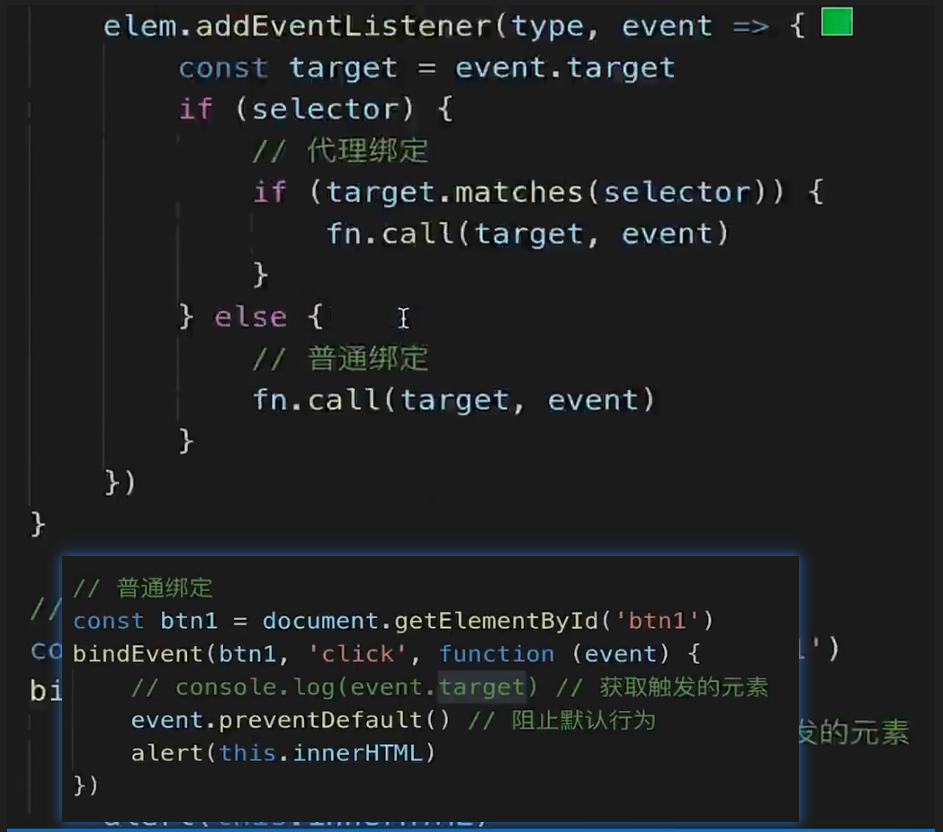 elem.addEventListener(type, event => {
const target = event.target
if (selector) {
// 代理绑定
if (target.matches(selector)) {
fn.call(target, event)
}
} else {
// 普通绑定
fn.call(target, event)
}
})
}
//
co
bi
// 普通绑定
const btn1 = document.getElementById('btn1')
bindEvent(btn1, 'click', function (event) {
// console.log(event.target) // 获取触发的元素
event.preventDefault() // 阻止默认行为
alert(this.innerHTML)
})
')
发的元素
alert(this.innerHTML)